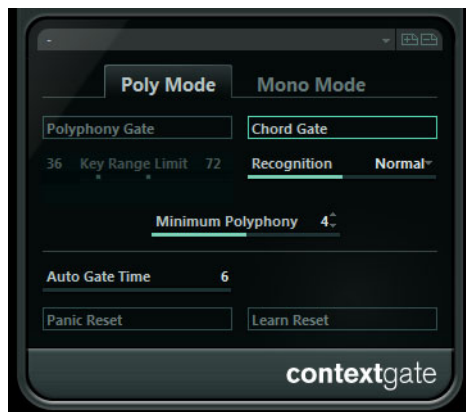 -
Poly Mode Mono Mode
Polyphony Gate Chord Gate
36 Key Range Limit 72 Recognition Normal
Minimum Polyphony 4
Auto Gate Time 6
Panic Reset Learn Reset
contextgate